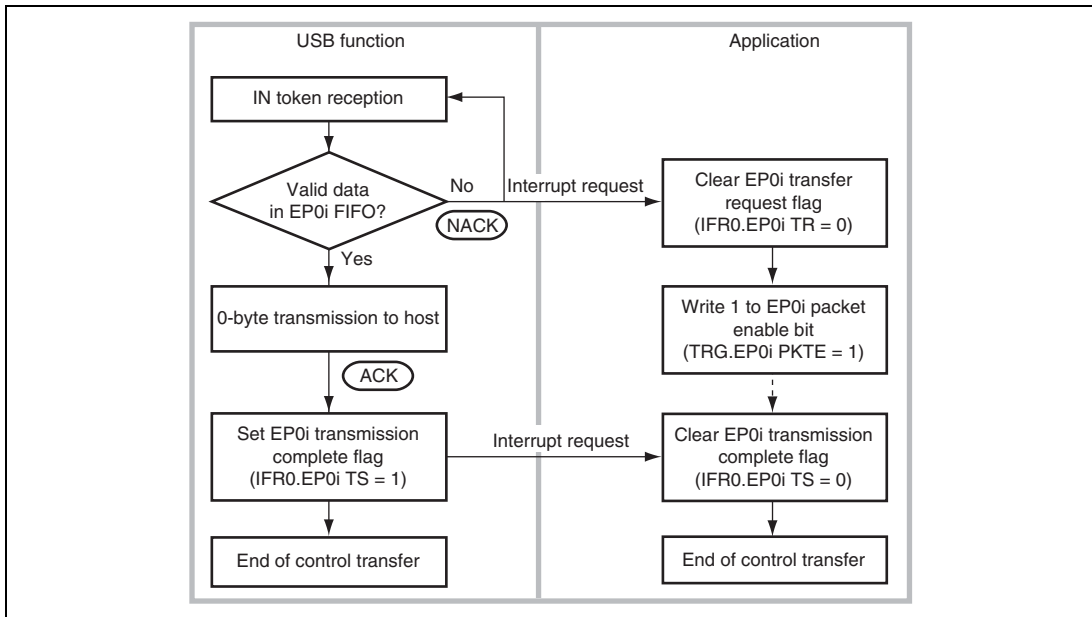 USB function
Application
IN token reception
Valid data
in EP0i FIFO?
No
NACK
Interrupt request
Clear EP0i transfer
request flag
(IFR0.EP0i TR = 0)
Yes
0-byte transmission to host
Write 1 to EP0i packet
enable bit
(TRG.EP0i PKTE = 1)
ACK
Set EP0i transmission
complete flag
(IFR0.EP0i TS = 1)
Interrupt request
Clear EP0i transmission
complete flag
(IFR0.EP0i TS = 0)
End of control transfer
End of control transfer